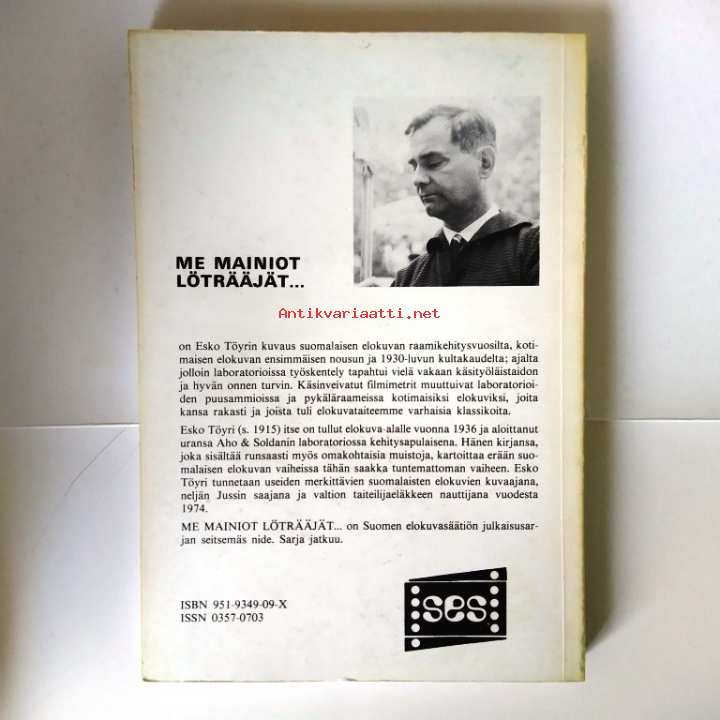 ME MAINIOT
LÖTRÄÄJÄT...
Antikvariaatti.net
on Esko Töyrin kuvaus suomalaisen elokuvan raamikehitysvuosilta, koti-
maisen elokuvan ensimmäisen nousun ja 1930-luvun kultakaudelta; ajalta
jolloin laboratorioissa työskentely tapahtui vielä vakaan käsityöläistaidon
ja hyvän onnen turvin. Käsinveivatut filmimetrit muuttuivat laboratorioi-
den puusammioissa ja pykäläraameissa kotimaisiksi elokuviksi, joita
kansa rakasti ja joista tuli elokuvataiteemme varhaisia klassikoita.
Esko Töyri (s. 1915) itse on tullut elokuva-alalle vuonna 1936 ja aloittanut
uransa Aho & Soldanin laboratoriossa kehitysapulaisena. Hänen kirjansa,
joka sisältää runsaasti myös omakohtaisia muistoja, kartoittaa erään suo-
malaisen elokuvan vaiheissa tähän saakka tuntemattoman vaiheen. Esko
Töyri tunnetaan useiden merkittävien suomalaisten elokuvien kuvaajana,
neljän Jussin saajana ja valtion taiteilijaeläkkeen nauttijana vuodesta
1974.
ME MAINIOT LÖTRÄÄJÄT... on Suomen elokuvasäätiön julkaisusar-
jan seitsemäs nide. Sarja jatkuu.
ISBN 951-9349-09-X
ISSN 0357-0703
ses